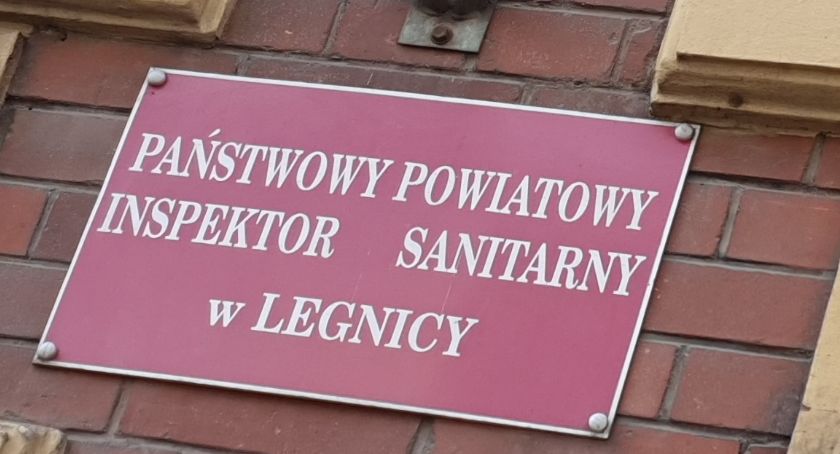 PAŃSTWOWY POWIATOWY
INSPEKTOR SANITARNY
w LEGNICY